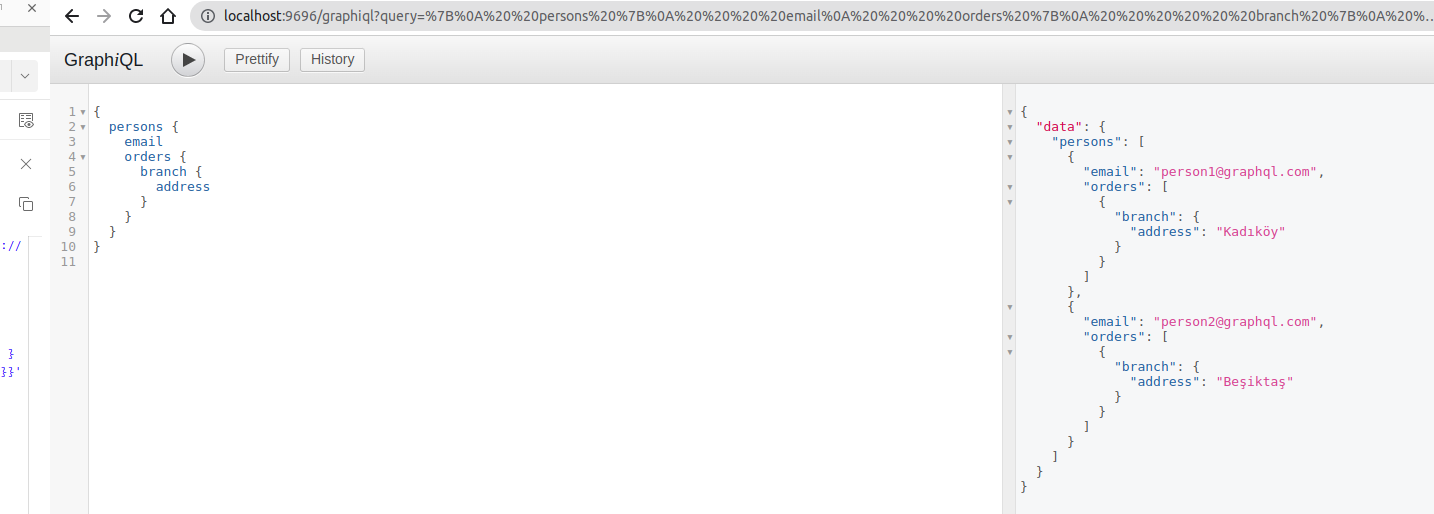 localhost:9696/graphiql?query=%7B%0A%20%20persons%20%7B%0A%20%20%20%20email%0A%20%20%20%20orders%20%7B%0A%20%20%20%20%20%20branch%20%7B%0A%20%20%...
GraphiQL
Prettify
History
1 {
2 persons {
3 email
4 orders {
5 branch {
6 address
7 }
8 }
9 }
10 }
11
{
"data": {
"persons": [
{
"email": "person1@graphql.com",
"orders": [
{
"branch": {
"address": "Kadıköy"
}
}
]
},
{
"email": "person2@graphql.com",
"orders": [
{
"branch": {
"address": "Beşiktaş"
}
}
]
}
]
}
}
://
}
}}'